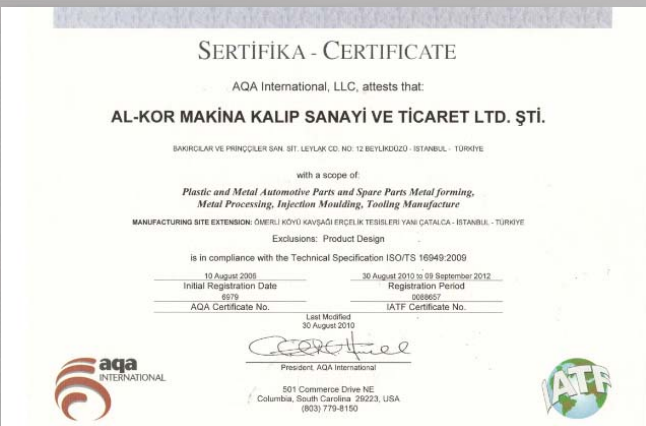 SERTİFİKA - CERTIFICATE
AQA International, LLC, attests that:
AL-KOR MAKİNA KALIP SANAYİ VE TİCARET LTD. ŞTİ.
BAKIRCILAR VE PRINÇÇİLER SAN. SIT. LEYLAK CD. NO: 12 BEYLİKDÜZÜ - ISTANBUL - TÜRKİYE
with a scope of:
Plastic and Metal Automotive Parts and Spare Parts Metal forming,
Metal Processing, Injection Moulding, Tooling Manufacture
MANUFACTURING SITE EXTENSION: ÖMERLİ KÖYÜ KAVŞAĞI ERÇELİK TESISLERI YANI ÇATALCA - ISTANBUL - TÜRKIYE
Exclusions: Product Design
is in compliance with the Technical Specification ISO/TS 16949:2009
10 August 2006
Initial Registration Date
6979
AQA Certificate No.
30 August 2010 to 09 September 2012
Registration Period
0088657
IATF Certificate No.
Last Modified
30 August 2010
President, AQA International
aqa
INTERNATIONAL
501 Commerce Drive NE
Columbia, South Carolina 29223, USA
(803) 779-8150
IATF